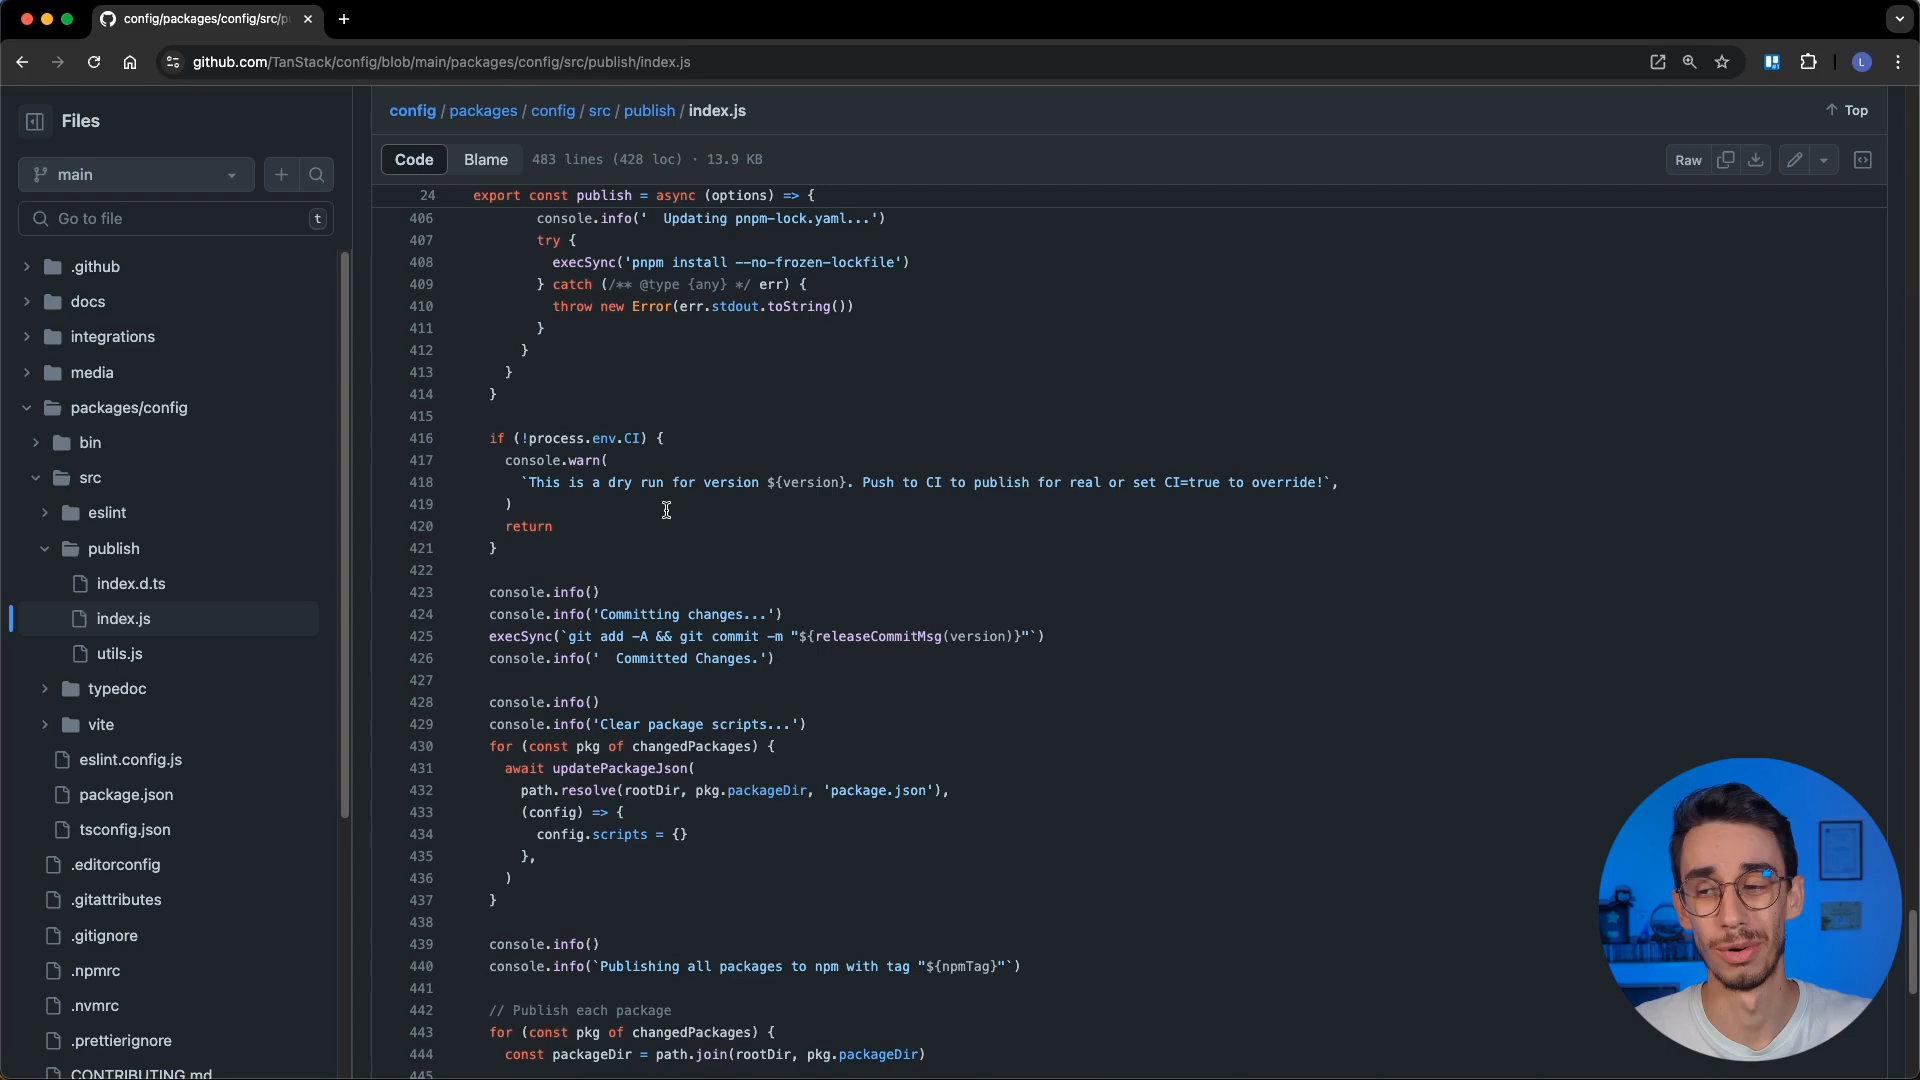 config/packages/config/src/p
github.com/TanStack/config/blob/main/packages/config/src/publish/index.js
L
Files
main
Go to file
t
.github
docs
integrations
media
packages/config
bin
src
eslint
publish
index.d.ts
index.js
utils.js
typedoc
vite
eslint.config.js
package.json
tsconfig.json
.editorconfig
.gitattributes
.gitignore
.npmrc
.nvmrc
.prettierignore
CONTRIBUTING.md
config / packages / config / src / publish / index.js
Top
Code
Blame
483 lines (428 loc) · 13.9 KB
Raw
24 export const publish = async (options) => {
406 console.info('  Updating pnpm-lock.yaml...')
407 try {
408 execSync('pnpm install --no-frozen-lockfile')
409 } catch (/** @type {any} */ err) {
410 throw new Error(err.stdout.toString())
411 }
412 }
413 }
414 }
415
416 if (!process.env.CI) {
417 console.warn(
418 `This is a dry run for version ${version}. Push to CI to publish for real or set CI=true to override!`,
419 )
420 return
421 }
422
423 console.info()
424 console.info('Committing changes...')
425 execSync(`git add -A && git commit -m "${releaseCommitMsg(version)}"`)
426 console.info('  Committed Changes.')
427
428 console.info()
429 console.info('Clear package scripts...')
430 for (const pkg of changedPackages) {
431 await updatePackageJson(
432 path.resolve(rootDir, pkg.packageDir, 'package.json'),
433 (config) => {
434 config.scripts = {}
435 },
436 )
437 }
438
439 console.info()
440 console.info(`Publishing all packages to npm with tag "${npmTag}"`)
441
442 // Publish each package
443 for (const pkg of changedPackages) {
444 const packageDir = path.join(rootDir, pkg.packageDir)
445